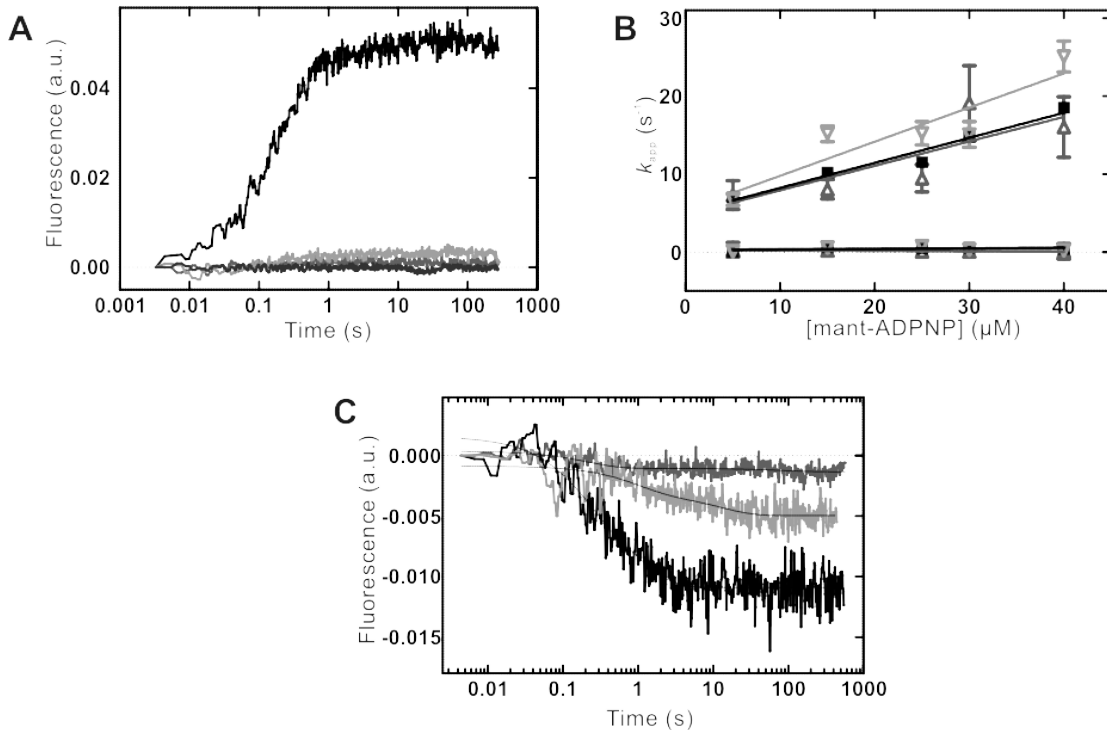 A
Fluorescence (a.u.)
0.04
0.02
0.00
0.001 0.01 0.1 1 10 100 1000
Time (s)
B
k_app (s⁻¹)
30
20
10
0
0 10 20 30 40
[mant-ADPNP] (µM)
C
Fluorescence (a.u.)
0.000
-0.005
-0.010
-0.015
0.01 0.1 1 10 100 1000
Time (s)